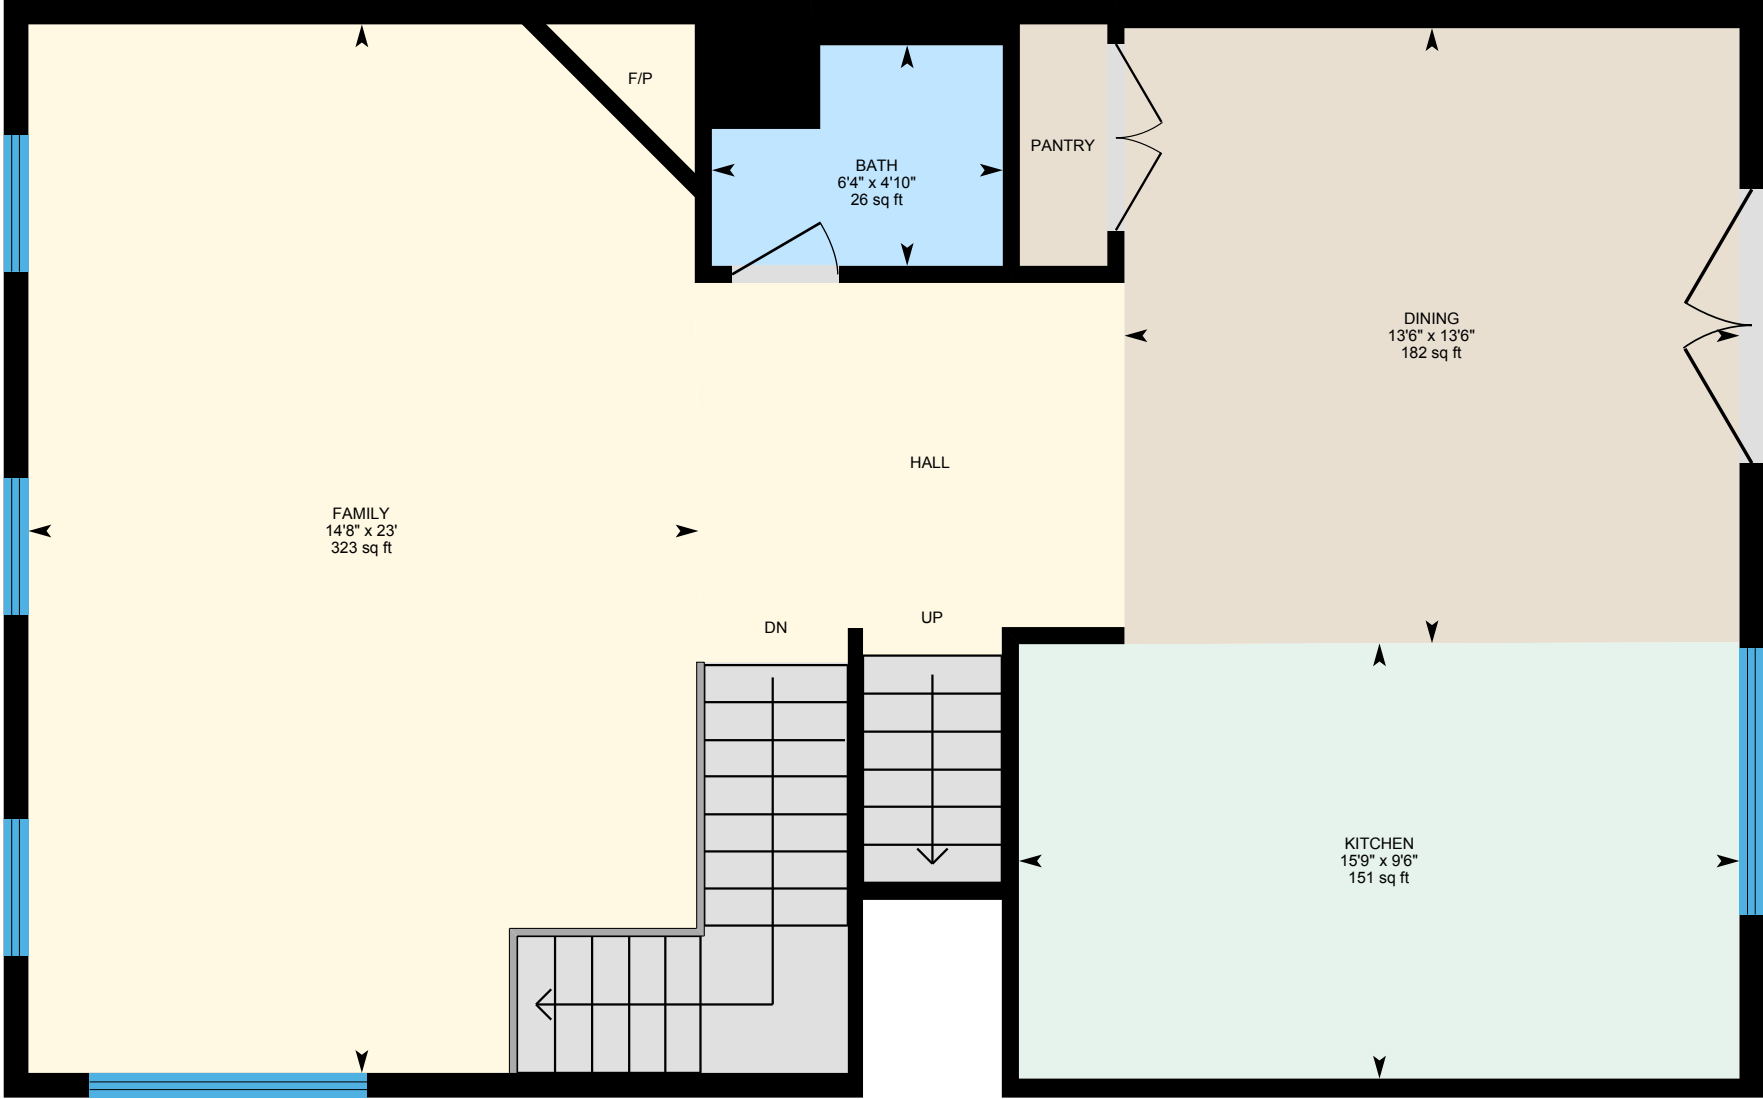 F/P
BATH
6'4" x 4'10"
26 sq ft
PANTRY
DINING
13'6" x 13'6"
182 sq ft
HALL
FAMILY
14'8" x 23'
323 sq ft
DN
UP
KITCHEN
15'9" x 9'6"
151 sq ft